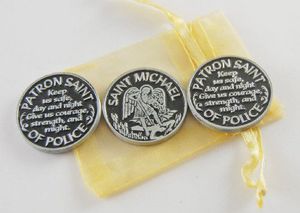 PATRON SAINT
Keep
us safe,
day and night.
Give us courage,
strength, and
might.
OF POLICE
SAINT MICHAEL
PATRON SAINT
Keep
us safe,
day and night.
Give us courage,
strength, and
might.
OF POLICE